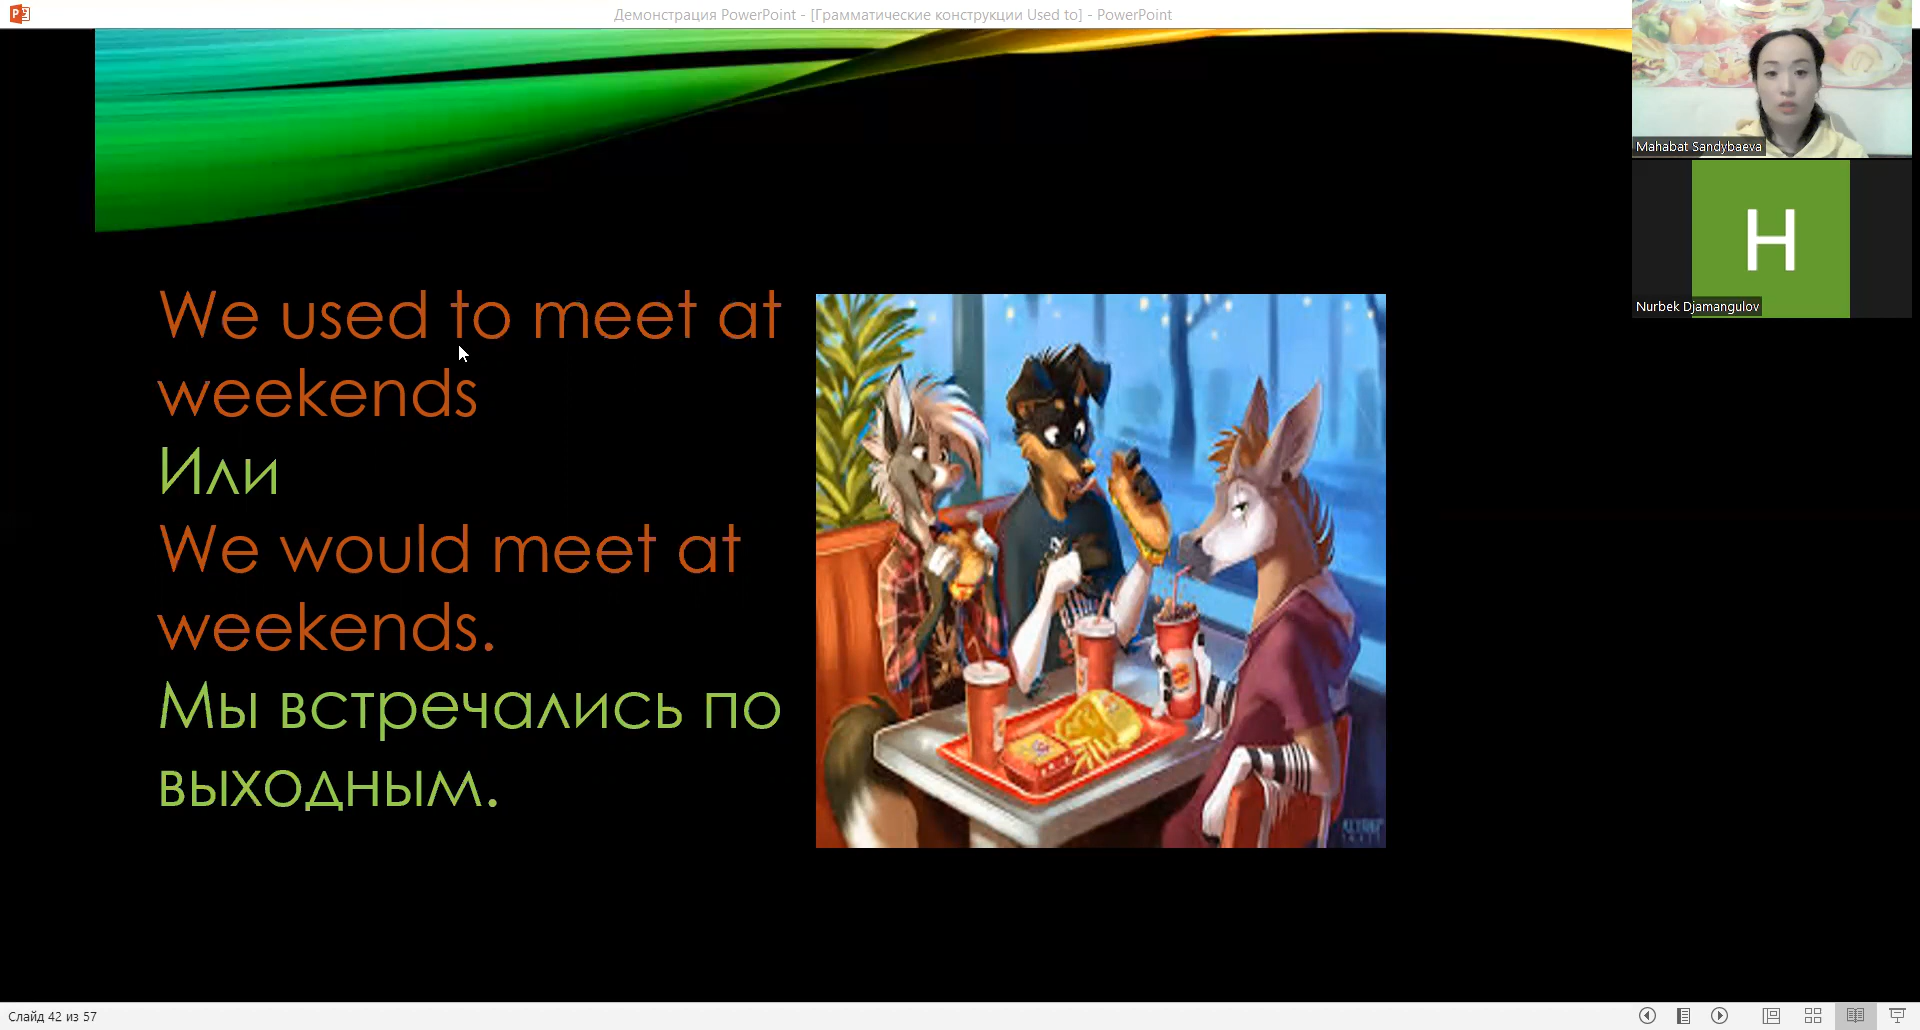 Демонстрация PowerPoint - [Грамматические конструкции Used to] - PowerPoint
Mahabat Sandybaeva
H
Nurbek Djamangulov
We used to meet at
weekends
Или
We would meet at
weekends.
Мы встречались по
выходным.
Слайд 42 из 57